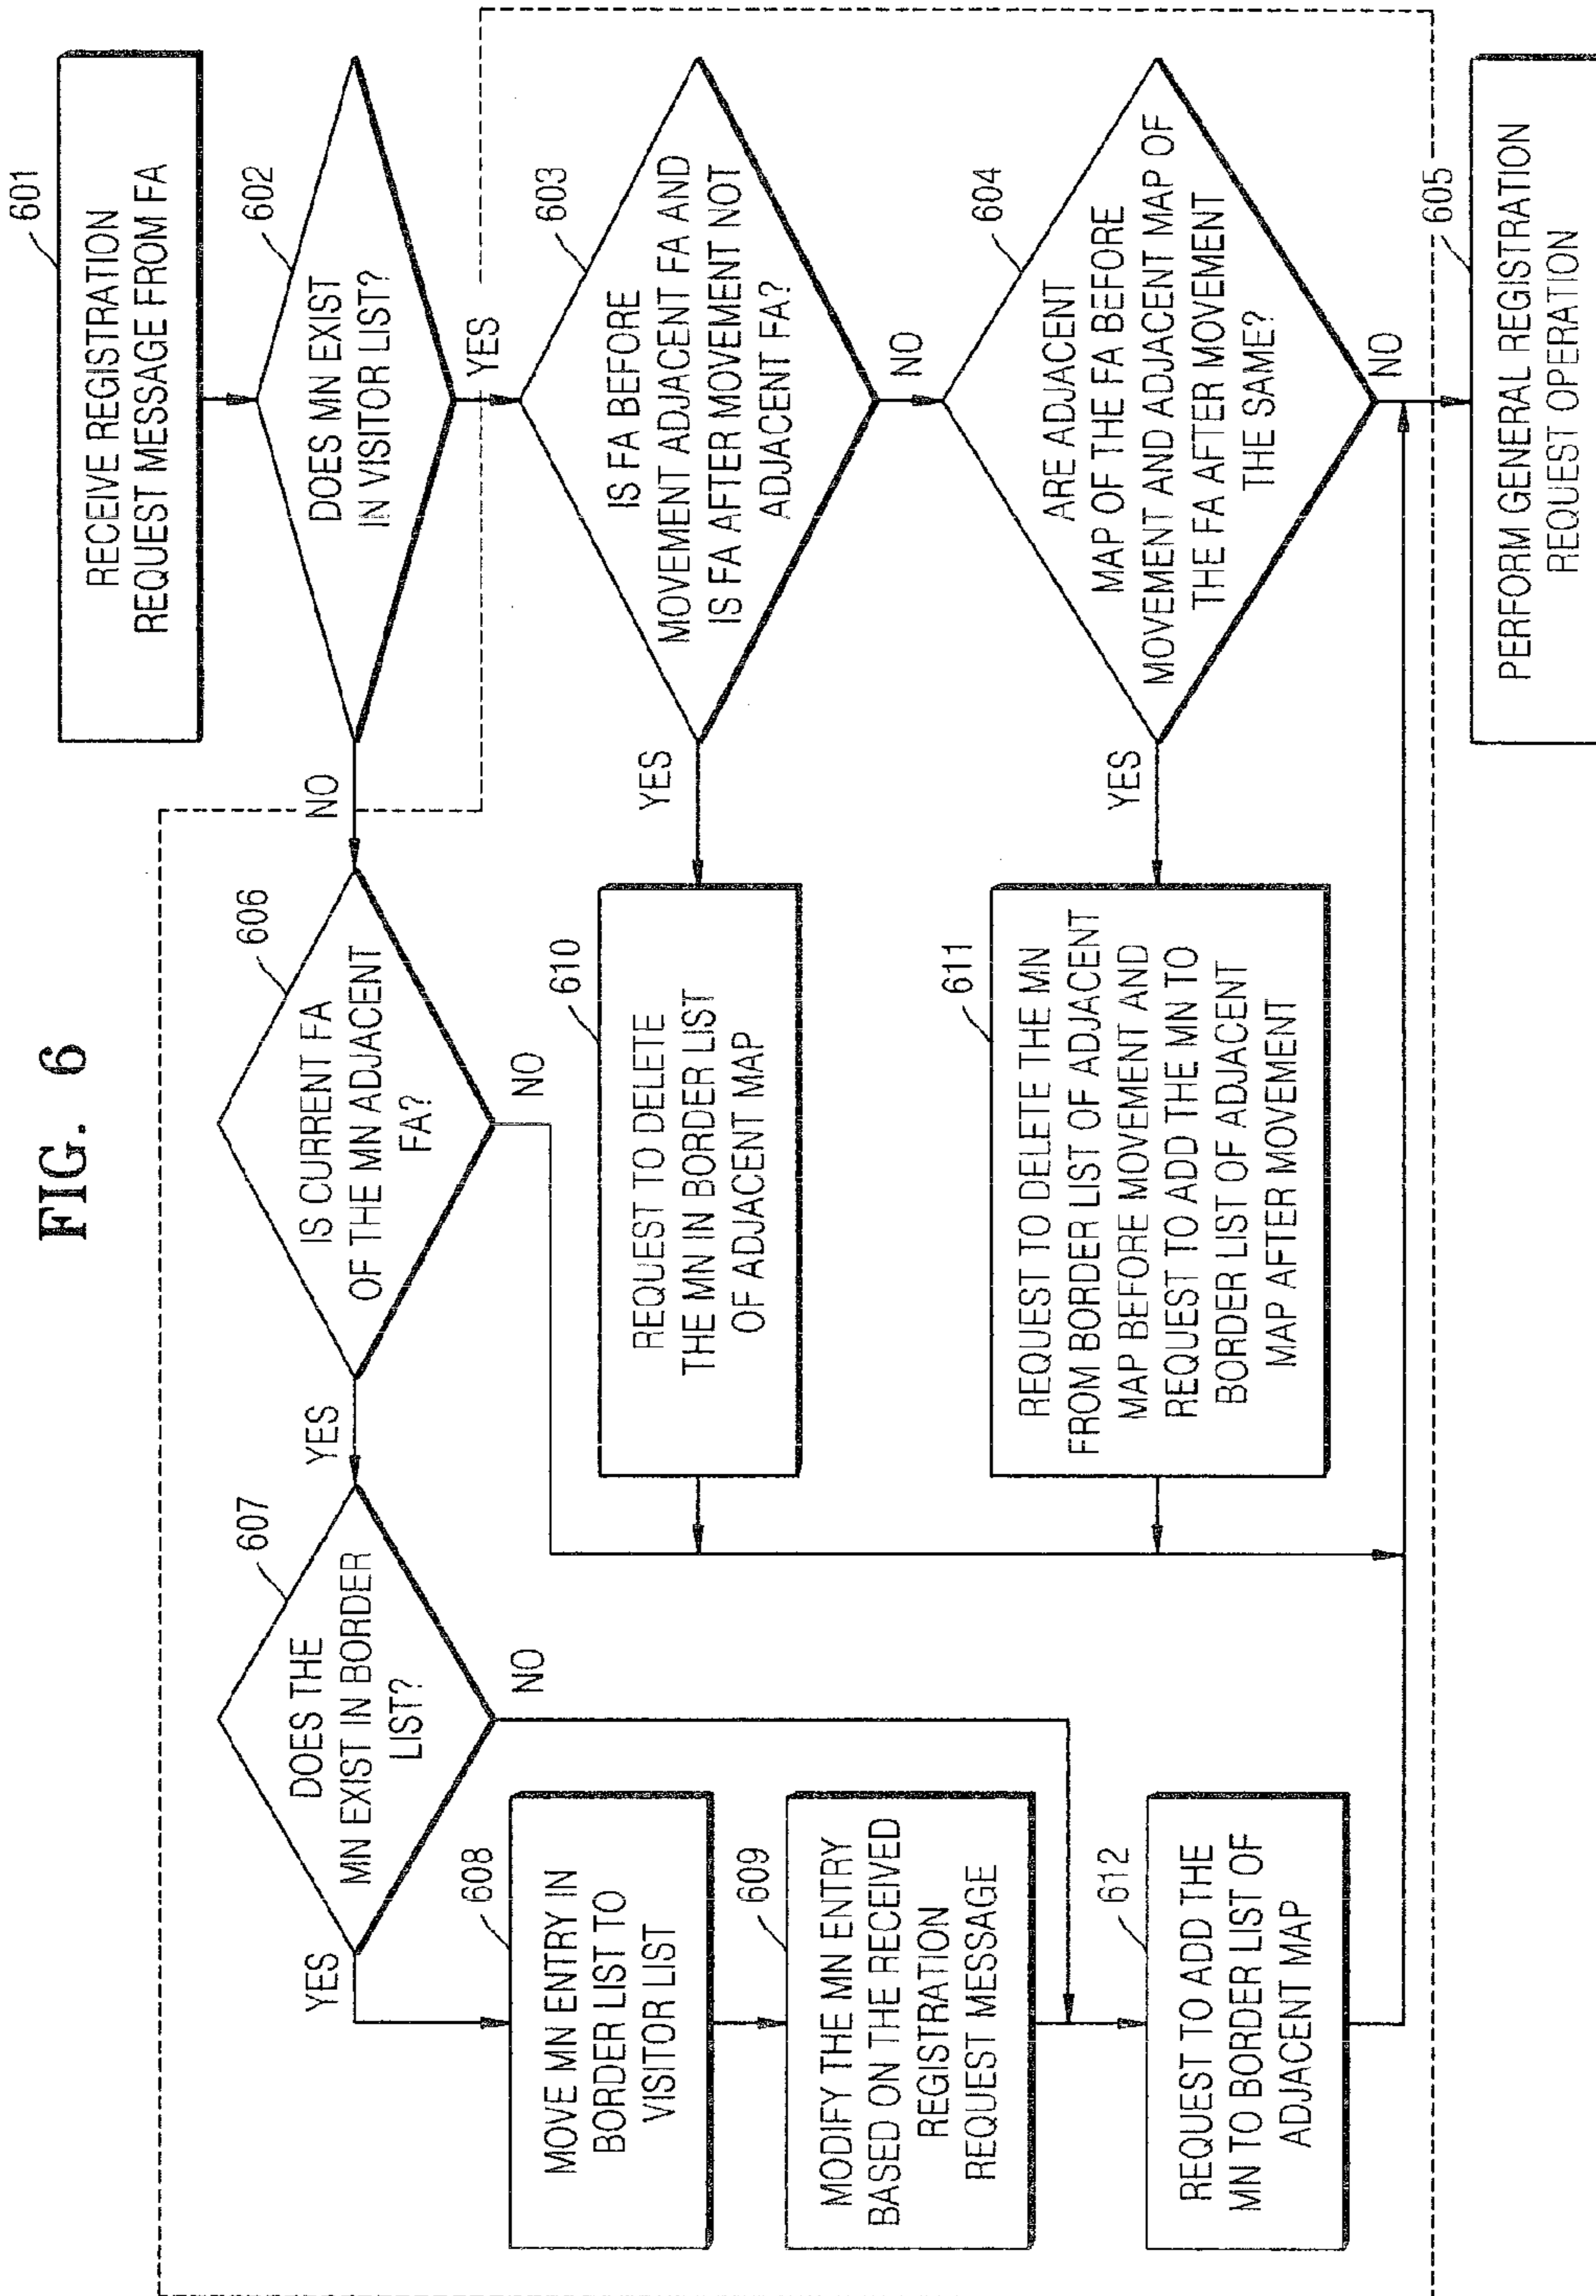 FIG. 6
601
RECEIVE REGISTRATION
REQUEST MESSAGE FROM FA
602
DOES MN EXIST
IN VISITOR LIST?
YES
NO
603
IS FA BEFORE
MOVEMENT ADJACENT FA AND
IS FA AFTER MOVEMENT NOT
ADJACENT FA?
YES
NO
604
ARE ADJACENT
MAP OF THE FA BEFORE
MOVEMENT AND ADJACENT MAP OF
THE FA AFTER MOVEMENT
THE SAME?
YES
NO
605
PERFORM GENERAL REGISTRATION
REQUEST OPERATION
606
IS CURRENT FA
OF THE MN ADJACENT
FA?
YES
NO
610
REQUEST TO DELETE
THE MN IN BORDER LIST
OF ADJACENT MAP
611
REQUEST TO DELETE THE MN
FROM BORDER LIST OF ADJACENT
MAP BEFORE MOVEMENT AND
REQUEST TO ADD THE MN TO
BORDER LIST OF ADJACENT
MAP AFTER MOVEMENT
607
DOES THE
MN EXIST IN BORDER
LIST?
YES
NO
608
MOVE MN ENTRY IN
BORDER LIST TO
VISITOR LIST
609
MODIFY THE MN ENTRY
BASED ON THE RECEIVED
REGISTRATION
REQUEST MESSAGE
612
REQUEST TO ADD THE
MN TO BORDER LIST OF
ADJACENT MAP